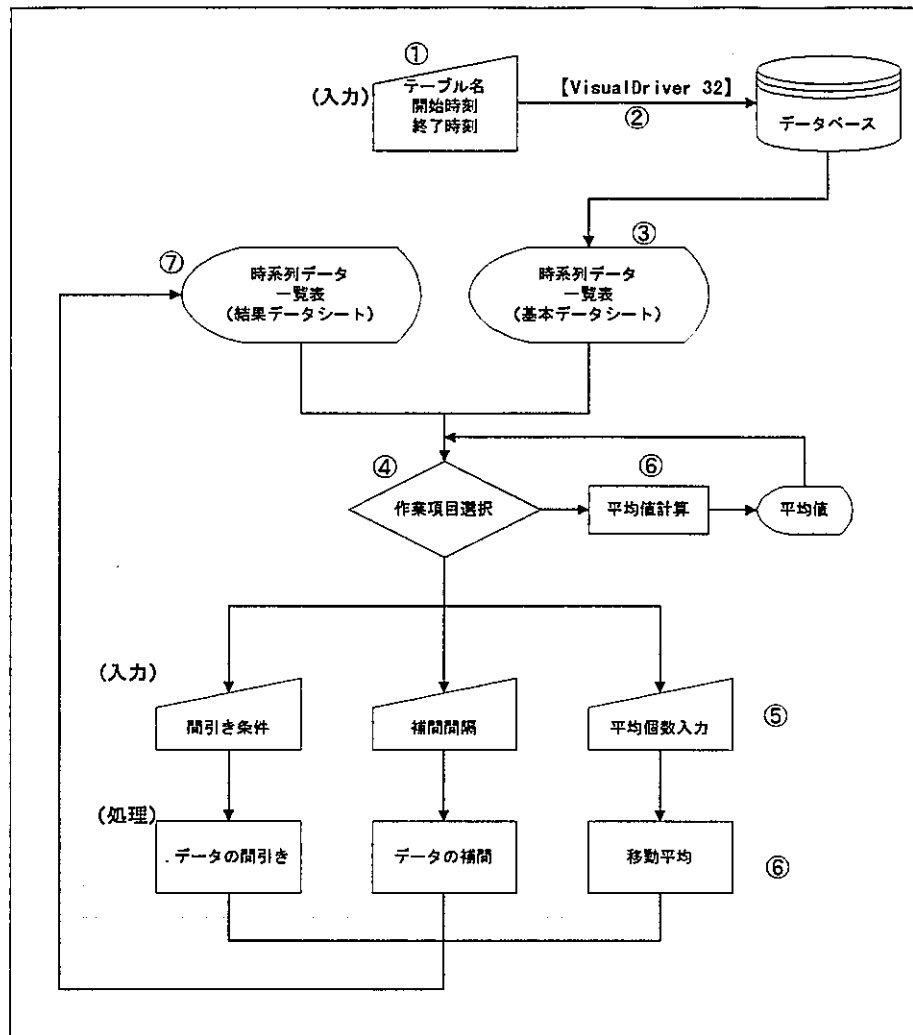 ①
(入力)
テーブル名
開始時刻
終了時刻
【VisualDriver 32】
②
データベース
⑦
時系列データ
一覧表
(結果データシート)
③
時系列データ
一覧表
(基本データシート)
④
作業項目選択
⑥
平均値計算
平均値
(入力)
間引き条件
補間間隔
平均個数入力
⑤
(処理)
データの間引き
データの補間
移動平均
⑥